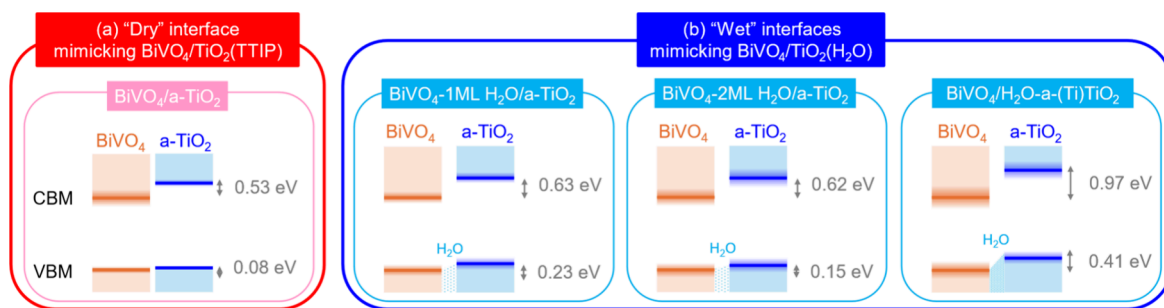 (a) “Dry” interface
mimicking BiVO₄/TiO₂(TTIP)
BiVO₄/a-TiO₂
BiVO₄
a-TiO₂
CBM
0.53 eV
VBM
0.08 eV
(b) “Wet” interfaces
mimicking BiVO₄/TiO₂(H₂O)
BiVO₄-1ML H₂O/a-TiO₂
BiVO₄
a-TiO₂
0.63 eV
H₂O
0.23 eV
BiVO₄-2ML H₂O/a-TiO₂
BiVO₄
a-TiO₂
0.62 eV
H₂O
0.15 eV
BiVO₄/H₂O-a-(Ti)TiO₂
BiVO₄
a-TiO₂
0.97 eV
H₂O
0.41 eV